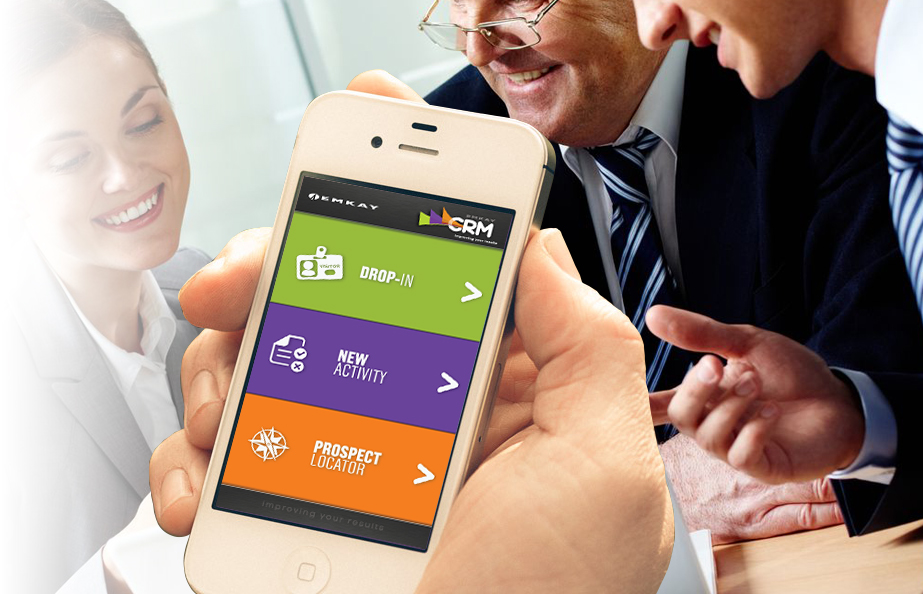 EMKAY
EMKAY
CRM
improving your results
VISITOR
DROP-IN
NEW
ACTIVITY
PROSPECT
LOCATOR
improving your results